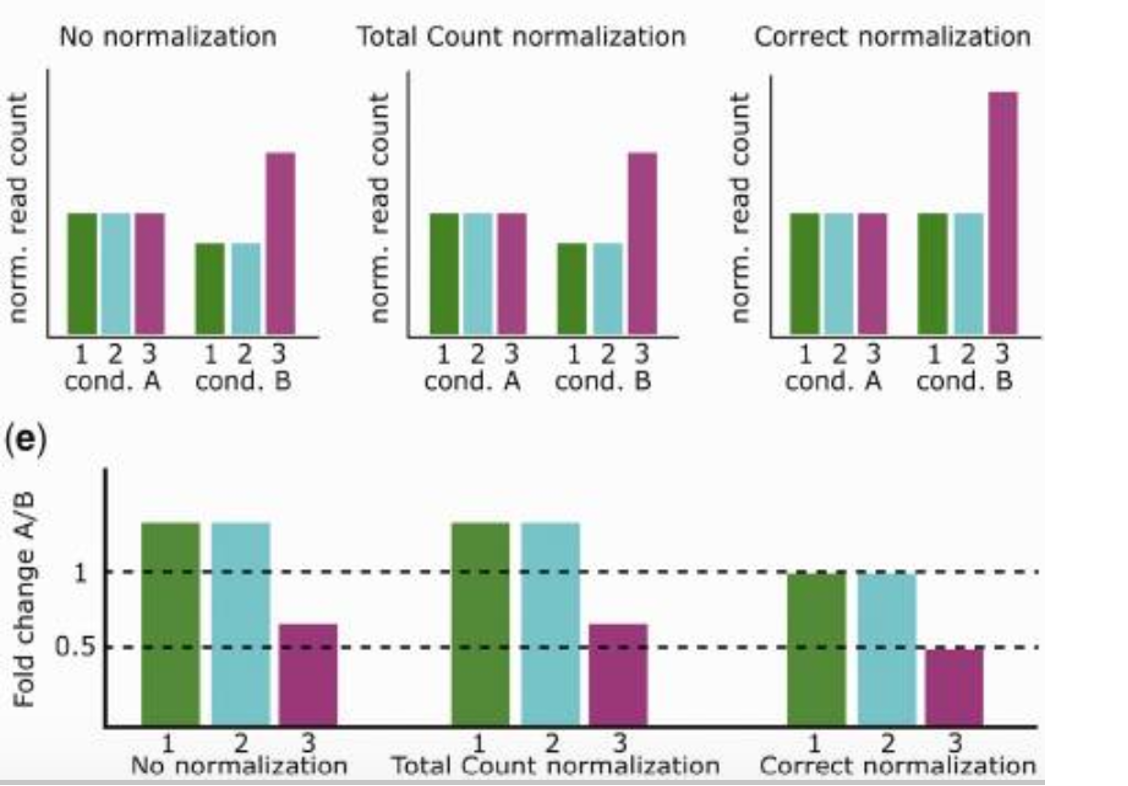 No normalization
Total Count normalization
Correct normalization
norm. read count
norm. read count
norm. read count
1 2 3 1 2 3
cond. A cond. B
1 2 3 1 2 3
cond. A cond. B
1 2 3 1 2 3
cond. A cond. B
(e)
Fold change A/B
1
0.5
1 2 3
No normalization
1 2 3
Total Count normalization
1 2 3
Correct normalization